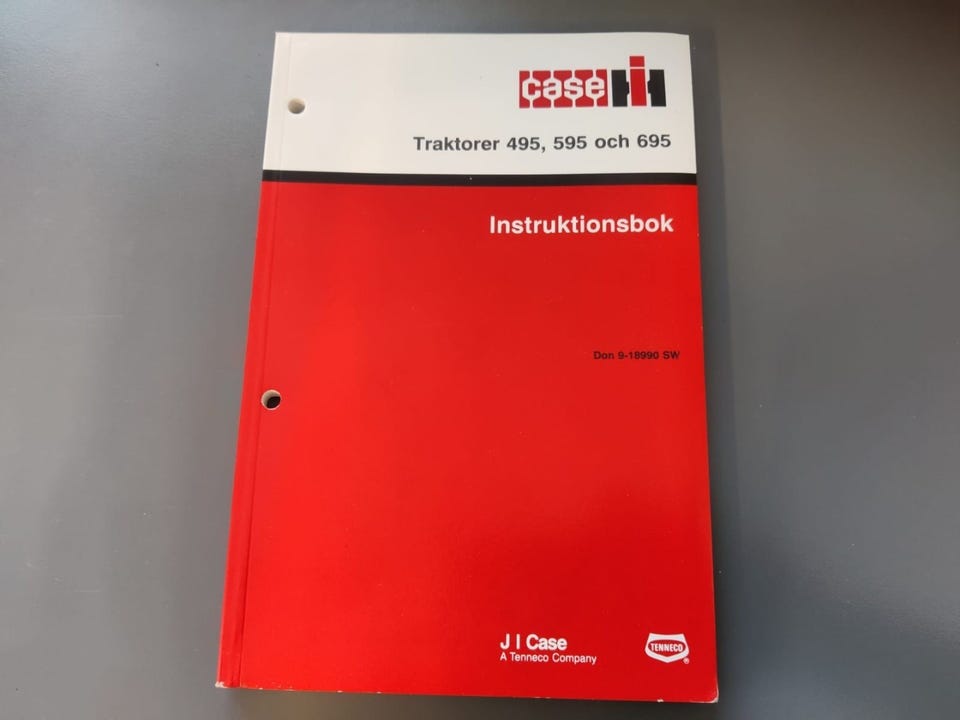 case IH
Traktorer 495, 595 och 695
Instruktionsbok
Don 9-18990 SW
J I Case
A Tenneco Company
TENNECO
®